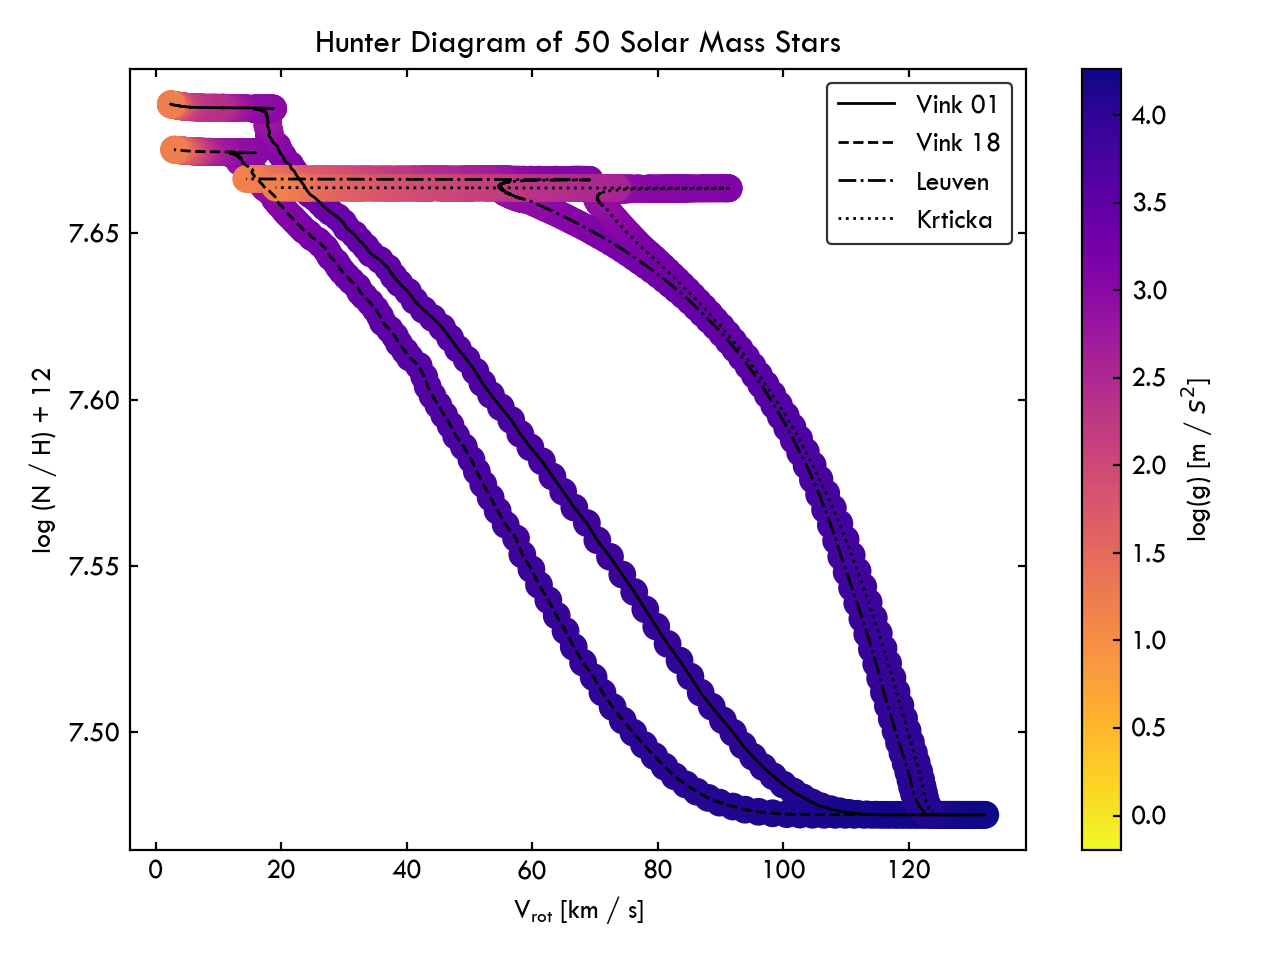 Hunter Diagram of 50 Solar Mass Stars
Vink 01
Vink 18
Leuven
Krticka
log (N / H) + 12
7.65
7.60
7.55
7.50
0
20
40
60
80
100
120
V_rot [km / s]
4.0
3.5
3.0
2.5
2.0
1.5
1.0
0.5
0.0
log(g) [m / s²]